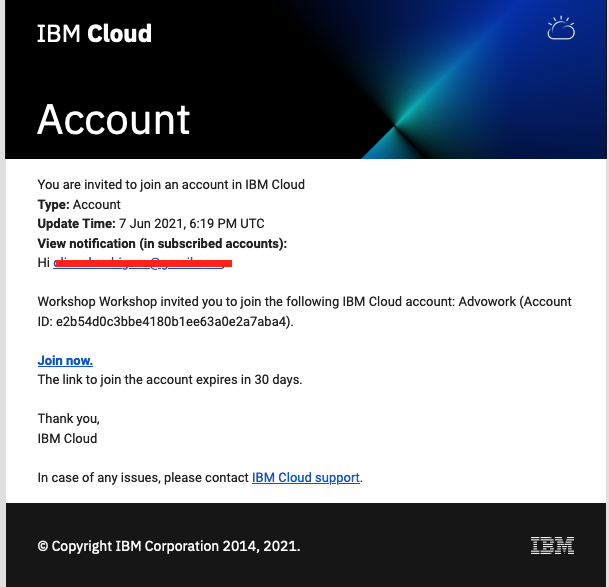 IBM Cloud
Account
You are invited to join an account in IBM Cloud
Type: Account
Update Time: 7 Jun 2021, 6:19 PM UTC
View notification (in subscribed accounts):
Hi
Workshop Workshop invited you to join the following IBM Cloud account: Advowork (Account
ID: e2b54d0c3bbe4180b1ee63a0e2a7aba4).
Join now.
The link to join the account expires in 30 days.
Thank you,
IBM Cloud
In case of any issues, please contact IBM Cloud support.
© Copyright IBM Corporation 2014, 2021.
IBM